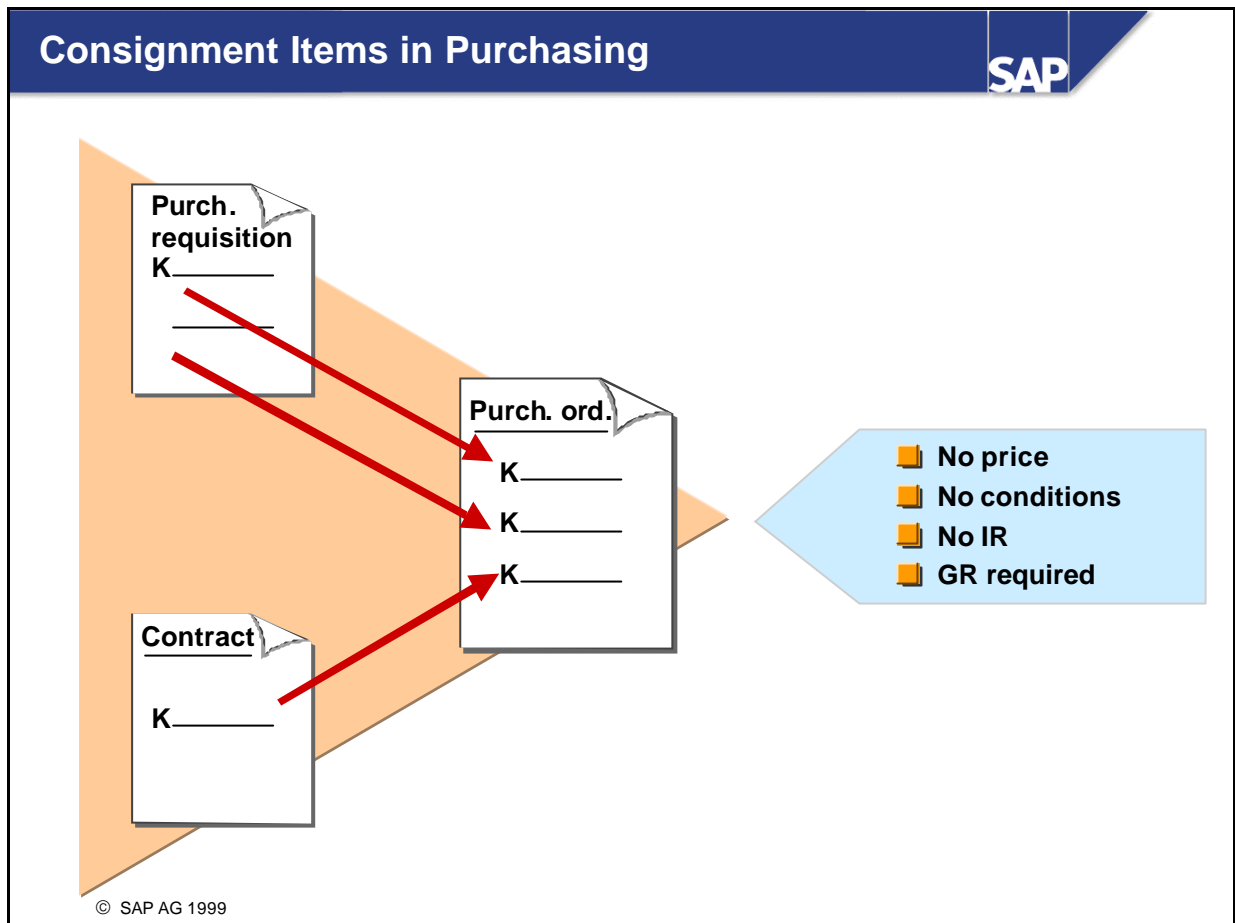 Consignment Items in Purchasing
SAP
Purch.
requisition
K
Purch. ord.
K
K
K
Contract
K
No price
No conditions
No IR
GR required
© SAP AG 1999